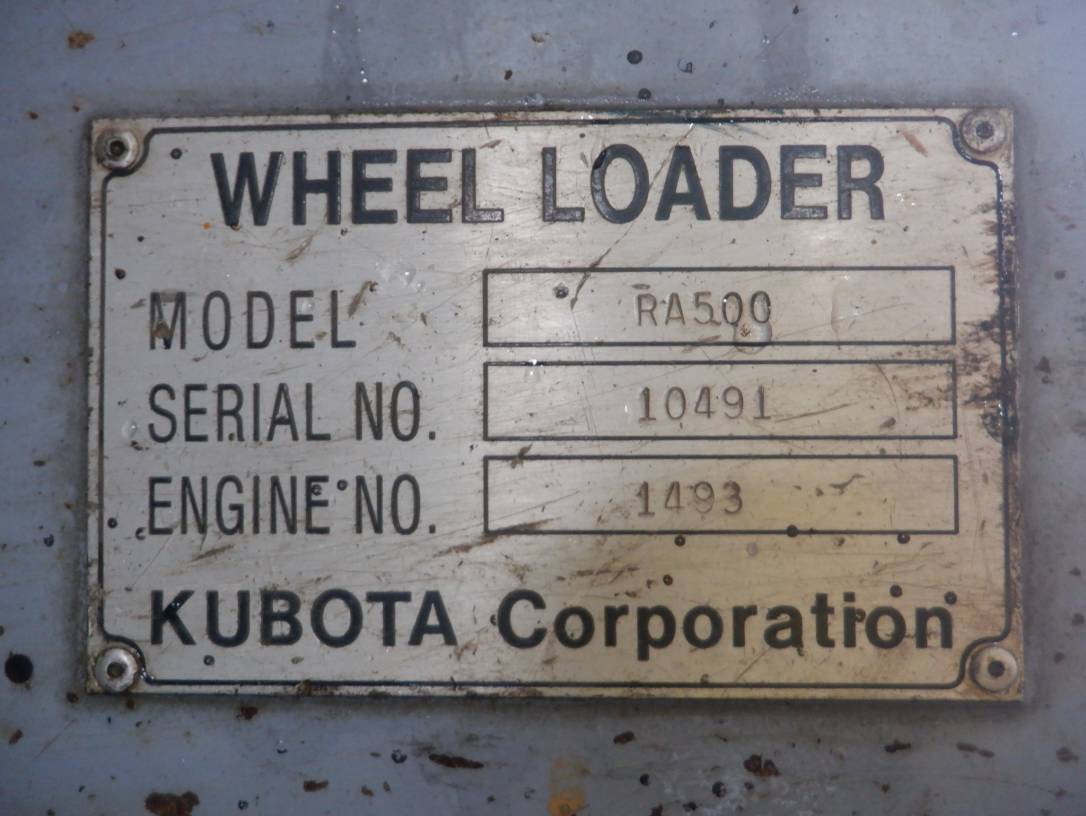 WHEEL LOADER
MODEL RA500
SERIAL NO. 10491
ENGINE NO. 1493
KUBOTA Corporation